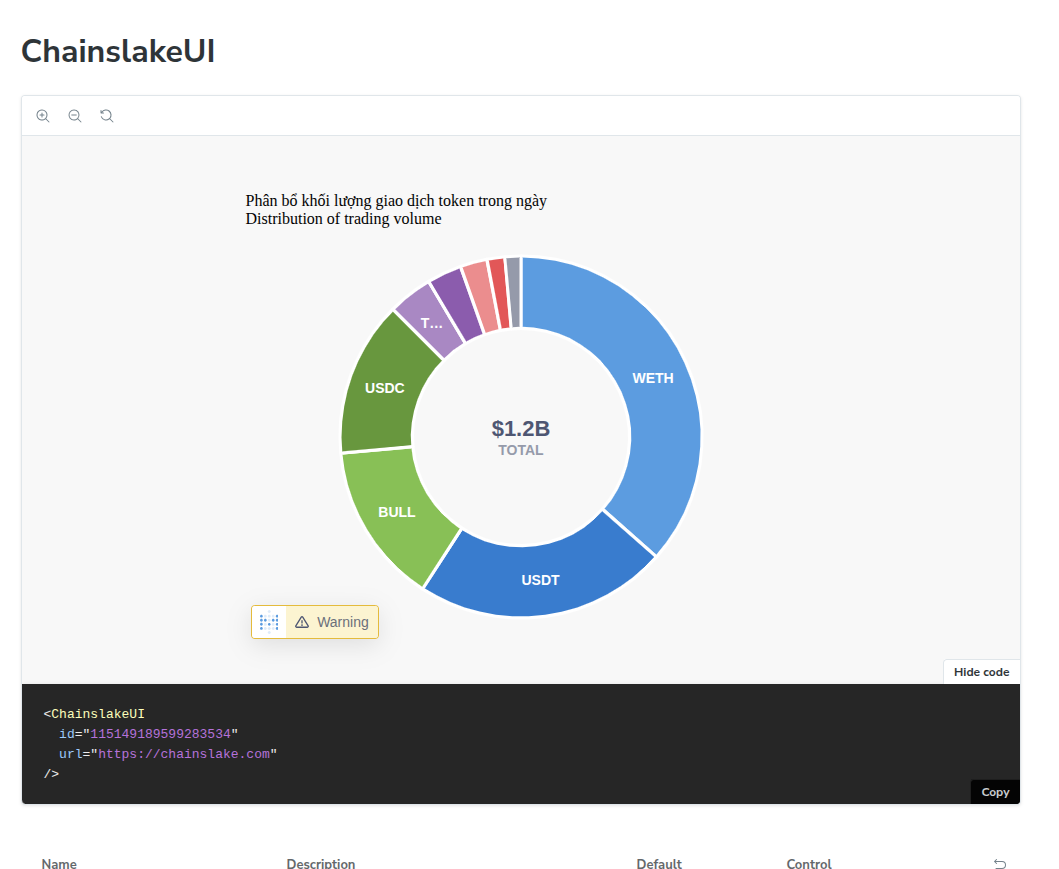 ChainslakeUI
Phân bổ khối lượng giao dịch token trong ngày
Distribution of trading volume
T…
USDC
WETH
$1.2B
TOTAL
BULL
USDT
Warning
Hide code
<ChainslakeUI
id="115149189599283534"
url="https://chainslake.com"
/>
Copy
Name Description Default Control